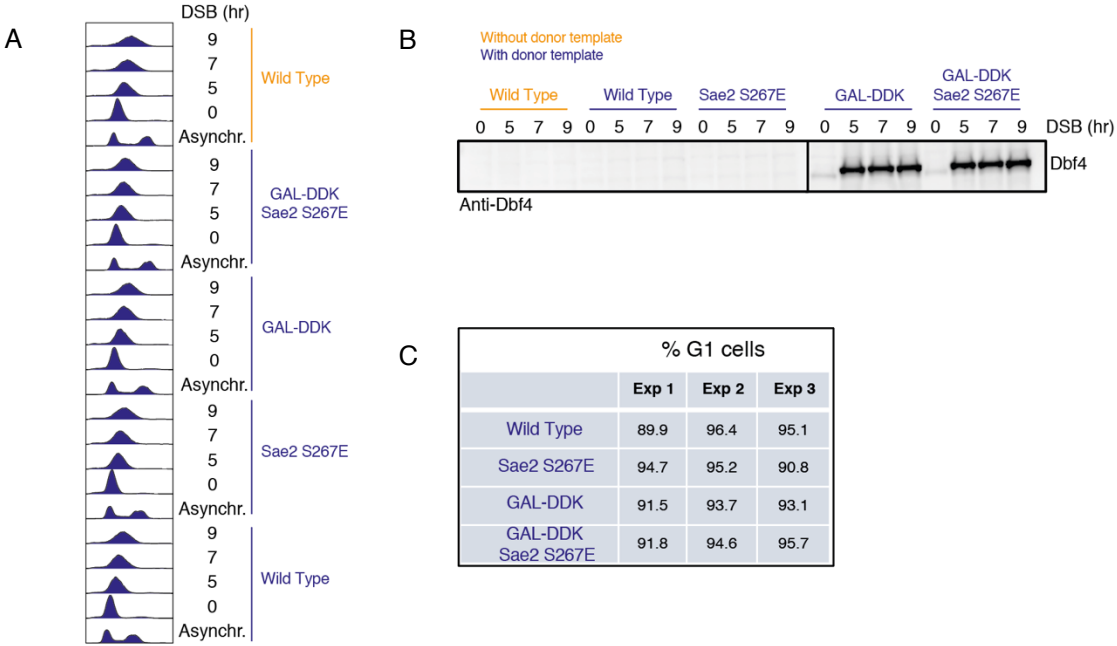 A
DSB (hr)
9
7
5
0
Asynchr.
Wild Type
9
7
5
0
Asynchr.
GAL-DDK
Sae2 S267E
9
7
5
0
Asynchr.
GAL-DDK
9
7
5
0
Asynchr.
Sae2 S267E
9
7
5
0
Asynchr.
Wild Type
B
Without donor template
With donor template
Wild Type Wild Type Sae2 S267E GAL-DDK GAL-DDK
Sae2 S267E
0 5 7 9 0 5 7 9 0 5 7 9 0 5 7 9 0 5 7 9 DSB (hr)
Dbf4
Anti-Dbf4
C
% G1 cells
Exp 1 Exp 2 Exp 3
Wild Type 89.9 96.4 95.1
Sae2 S267E 94.7 95.2 90.8
GAL-DDK 91.5 93.7 93.1
GAL-DDK
Sae2 S267E 91.8 94.6 95.7